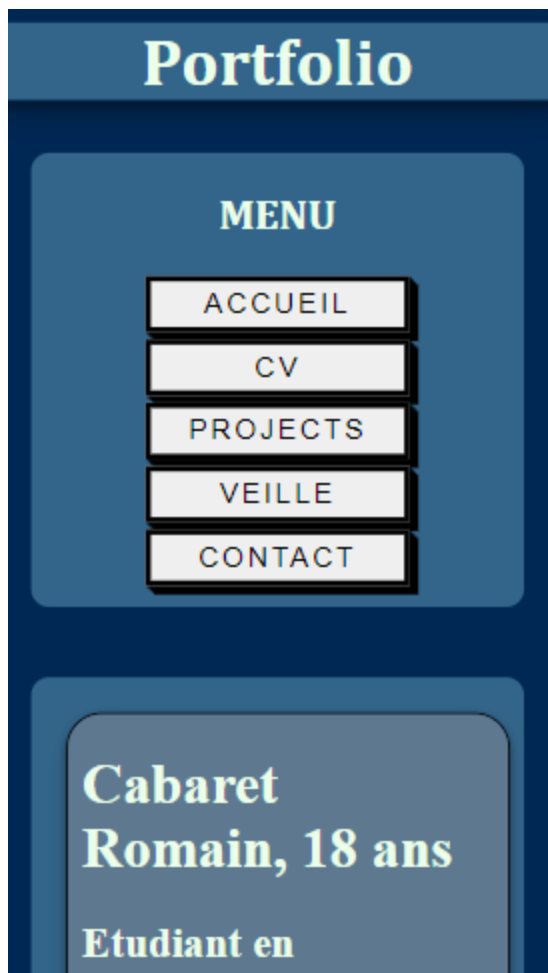 Portfolio
MENU
ACCUEIL
CV
PROJECTS
VEILLE
CONTACT
Cabaret
Romain, 18 ans
Etudiant en